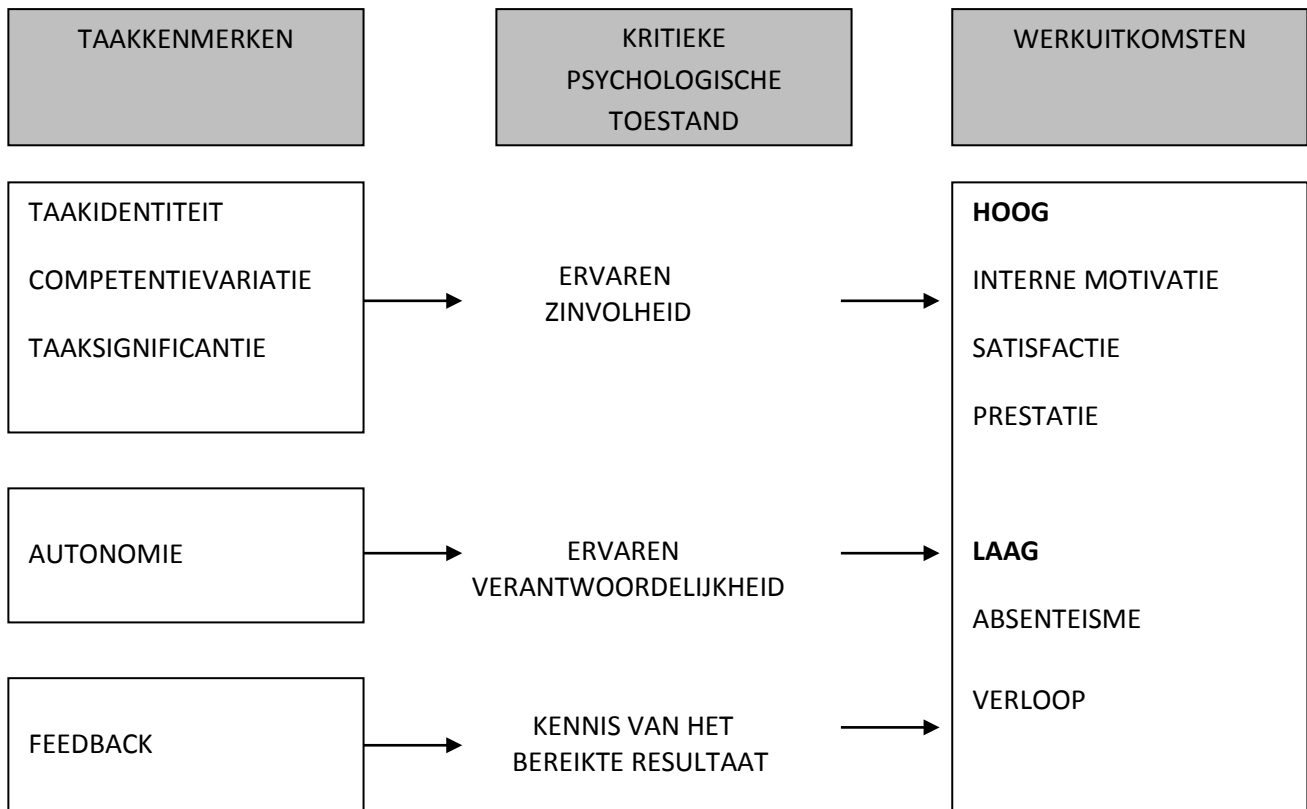 TAAKKENMERKEN
KRITIEKE
PSYCHOLOGISCHE
TOESTAND
WERKUITKOMSTEN
TAAKIDENTITEIT
COMPETENTIEVARIATIE
TAAKSIGNIFICANTIE
ERVAREN
ZINVOLHEID
HOOG
INTERNE MOTIVATIE
SATISFACTIE
PRESTATIE
AUTONOMIE
ERVAREN
VERANTWOORDELIJKHEID
LAAG
ABSENTEISME
VERLOOP
FEEDBACK
KENNIS VAN HET
BEREIKTE RESULTAAT